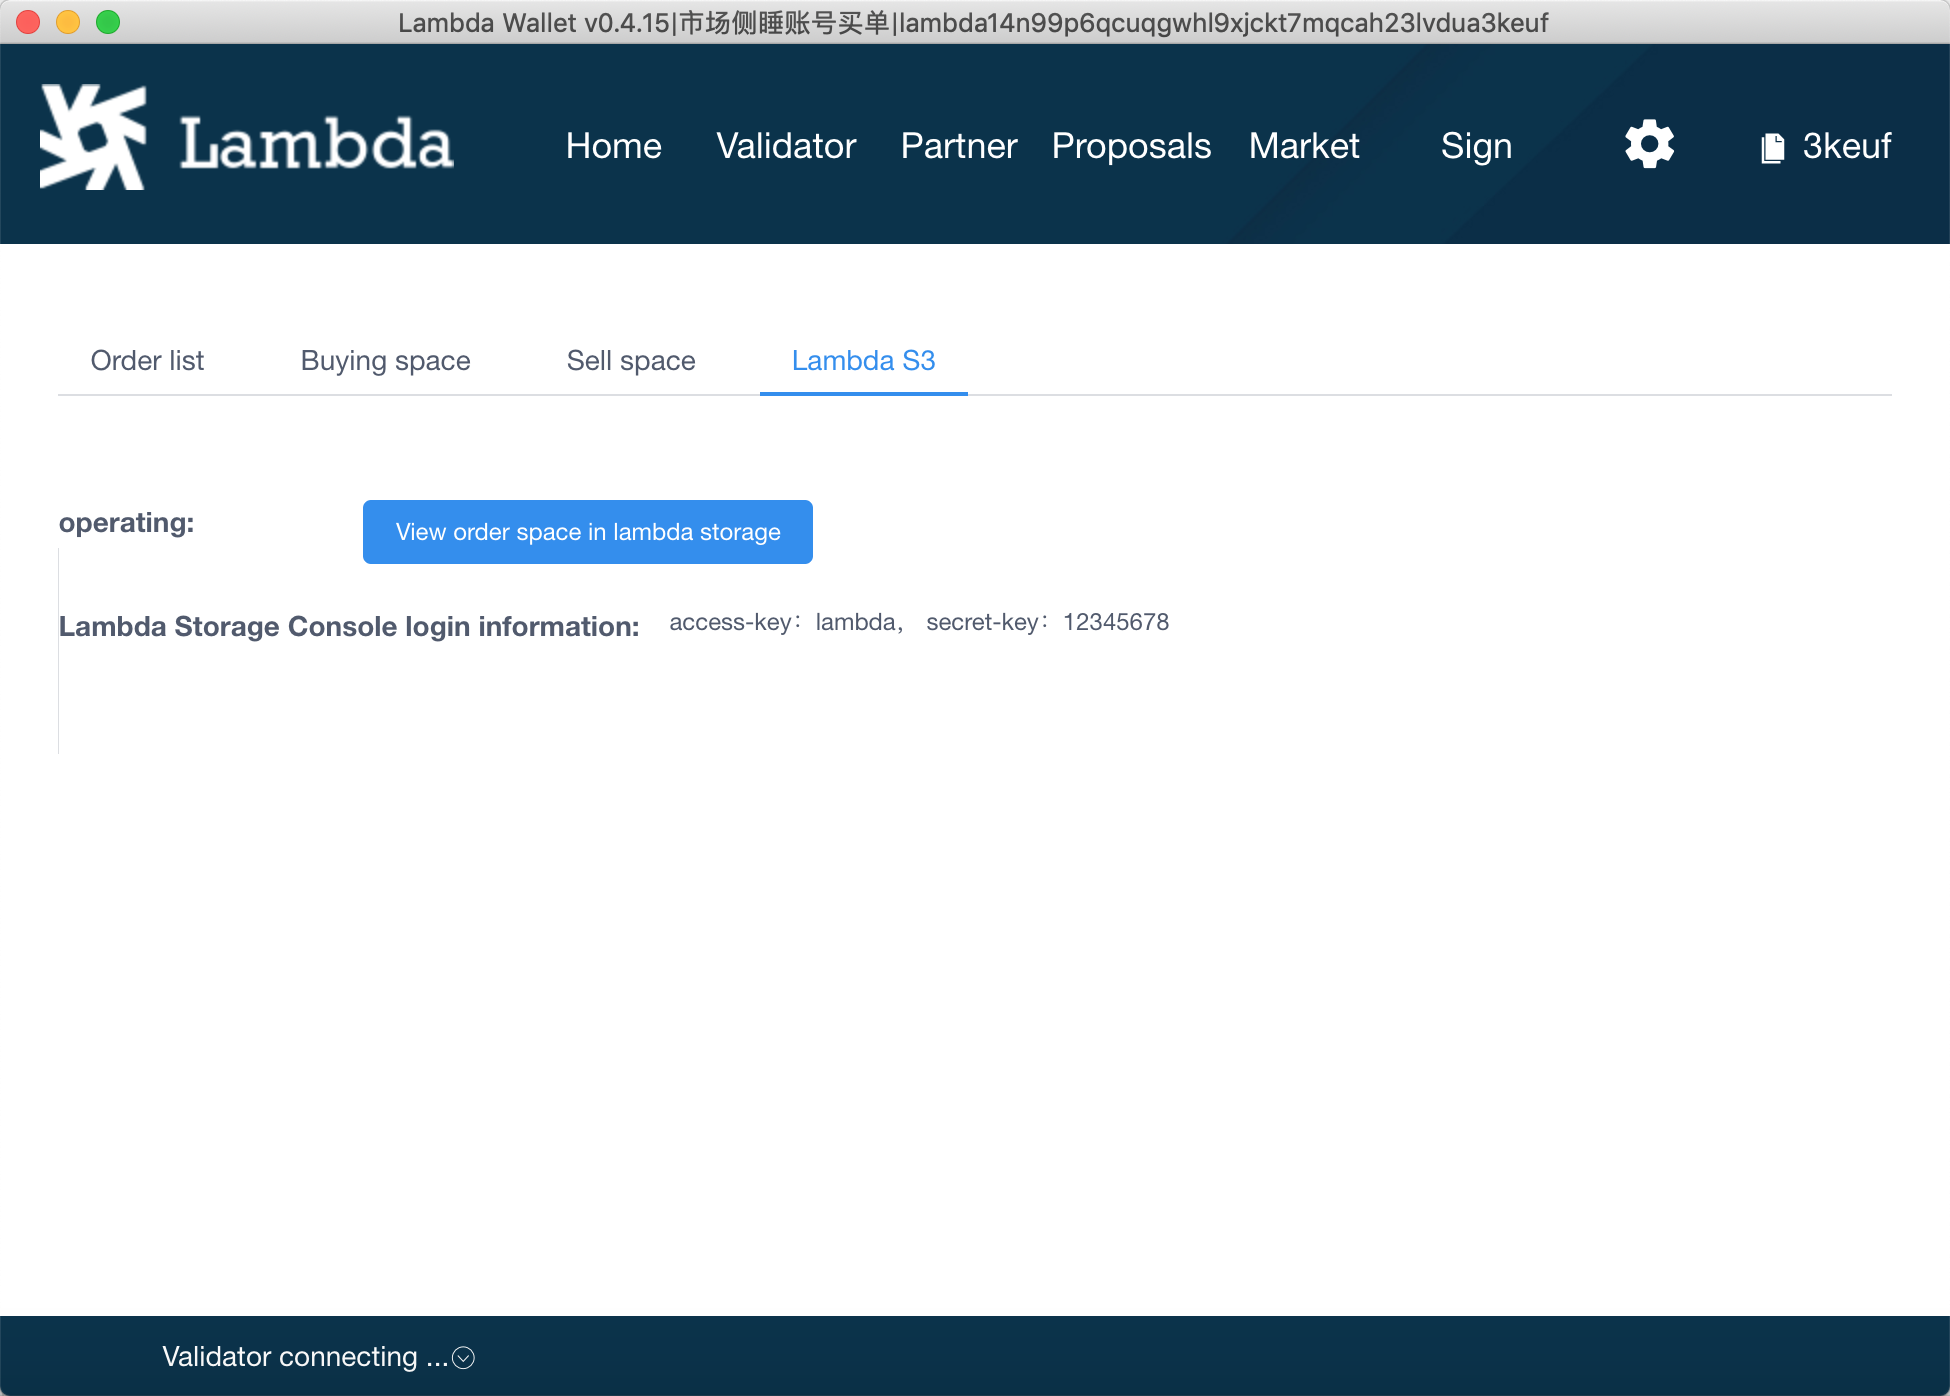 Lambda Wallet v0.4.15|市场侧睡账号买单|lambda14n99p6qcuqgwhl9xjckt7mqcah23lvdua3keuf
Lambda Home Validator Partner Proposals Market Sign 3keuf
Order list Buying space Sell space Lambda S3
operating: View order space in lambda storage
Lambda Storage Console login information: access-key：lambda， secret-key：12345678
Validator connecting ...